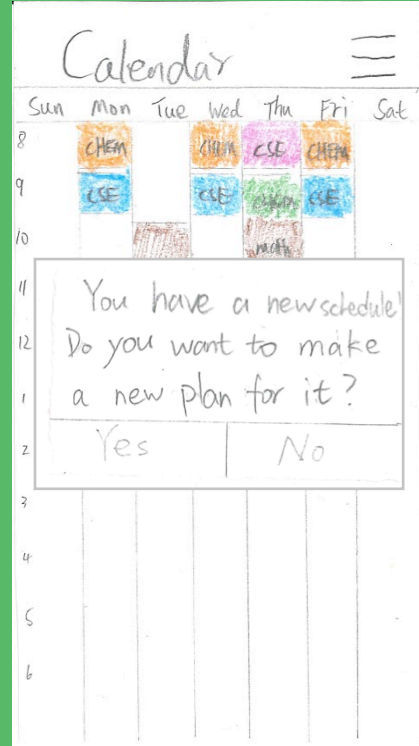 Calendar
Sun Mon Tue Wed Thu Fri Sat
8 CHEM CHEM CSE CHEM
9 CSE CSE CSE
10 math
11
You have a new schedule!
12
Do you want to make
1
a new plan for it?
2
Yes No
3
4
5
6